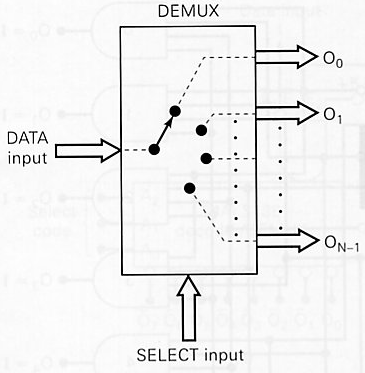 DEMUX
O0
O1
DATA
input
ON–1
SELECT input